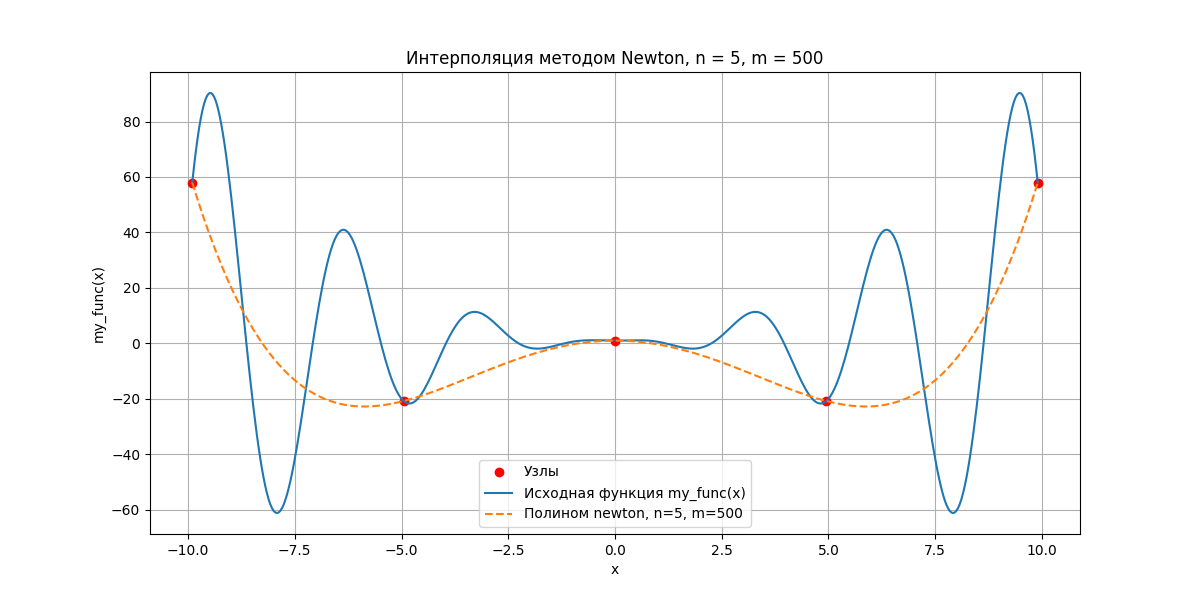 Интерполяция методом Newton, n = 5, m = 500
my_func(x)
80
60
40
20
0
−20
−40
−60
−10.0 −7.5 −5.0 −2.5 0.0 2.5 5.0 7.5 10.0
x
Узлы
Исходная функция my_func(x)
Полином newton, n=5, m=500